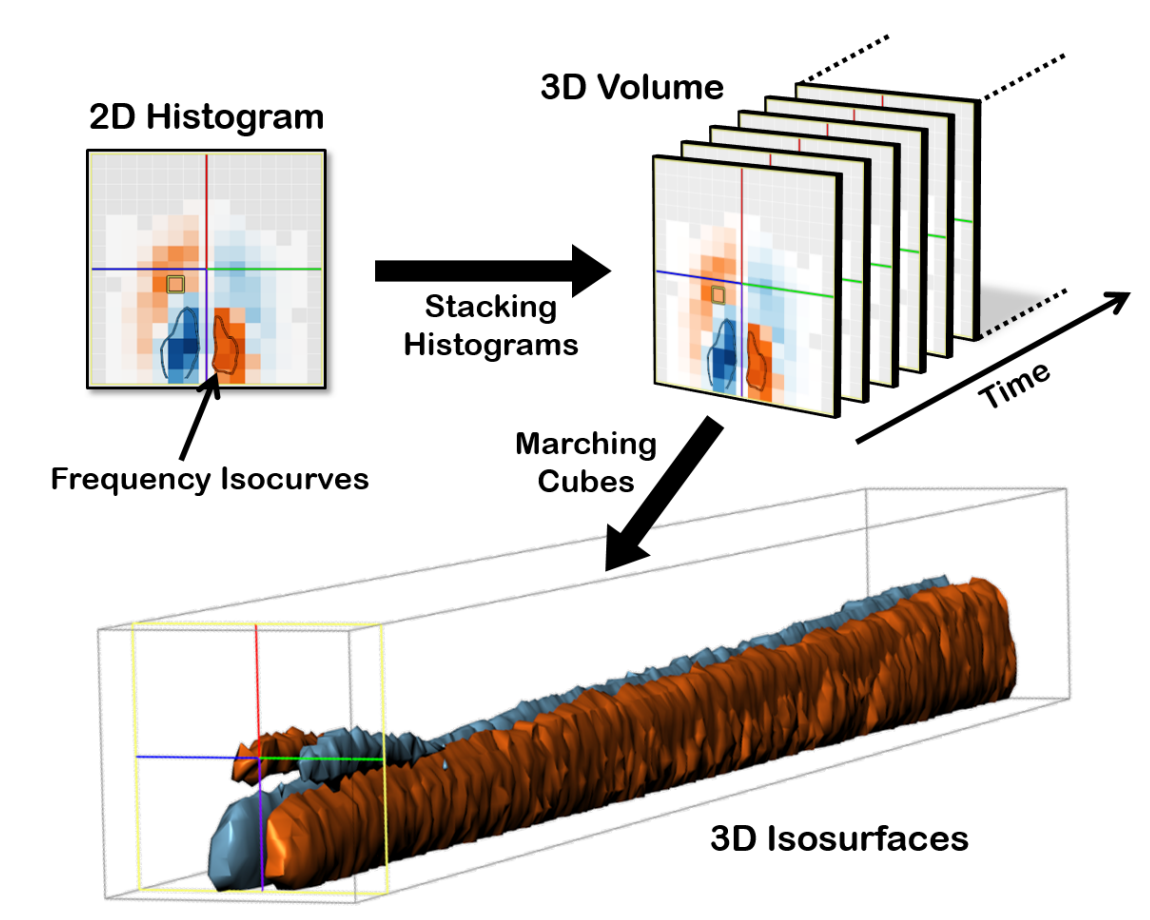 2D Histogram
3D Volume
Stacking
Histograms
Time
Frequency Isocurves
Marching
Cubes
3D Isosurfaces